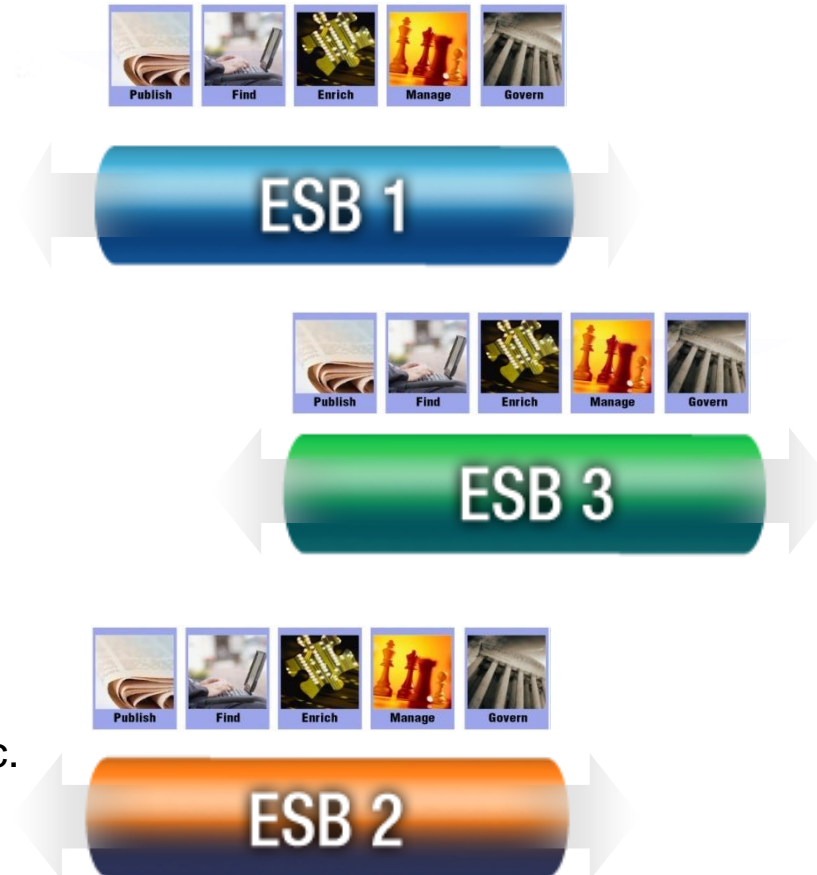 Publish Find Enrich Manage Govern
ESB 1
Publish Find Enrich Manage Govern
ESB 3
Publish Find Enrich Manage Govern
c.
ESB 2